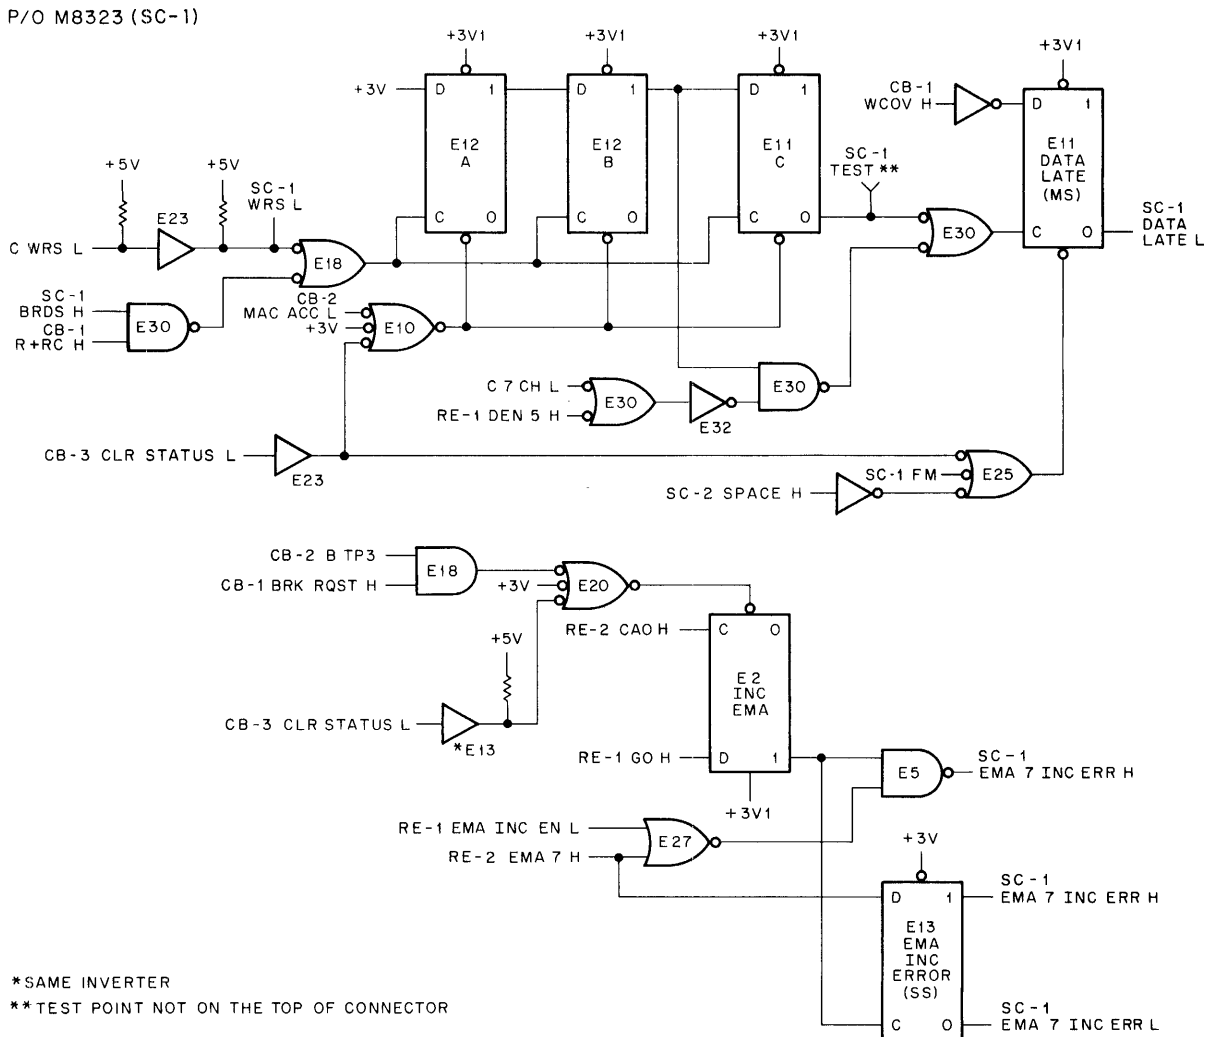 P/O M8323 (SC-1)
+3V1
+3V1
+3V1
+3V1
+3V
D 1
E12
A
C 0
D 1
E12
B
C 0
D 1
E11
C
C 0
CB-1
WCOV H
D 1
E11
DATA
LATE
(MS)
C 0
SC-1
DATA
LATE L
SC-1
TEST **
E30
+5V
+5V
SC-1
WRS L
E23
C WRS L
E18
SC-1
BRDS H
CB-1
R+RC H
E30
CB-2
MAC ACC L
+3V
E10
C 7 CH L
RE-1 DEN 5 H
E30
E32
E30
CB-3 CLR STATUS L
E23
SC-1 FM
SC-2 SPACE H
E25
CB-2 B TP3
CB-1 BRK RQST H
E18
+3V
E20
+5V
CB-3 CLR STATUS L
*E13
RE-2 CAO H
C 0
E2
INC
EMA
RE-1 GO H
D 1
+3V1
E5
SC-1
EMA 7 INC ERR H
RE-1 EMA INC EN L
RE-2 EMA 7 H
E27
+3V
D 1
E13
EMA
INC
ERROR
(SS)
C 0
SC-1
EMA 7 INC ERR H
SC-1
EMA 7 INC ERR L
*SAME INVERTER
**TEST POINT NOT ON THE TOP OF CONNECTOR